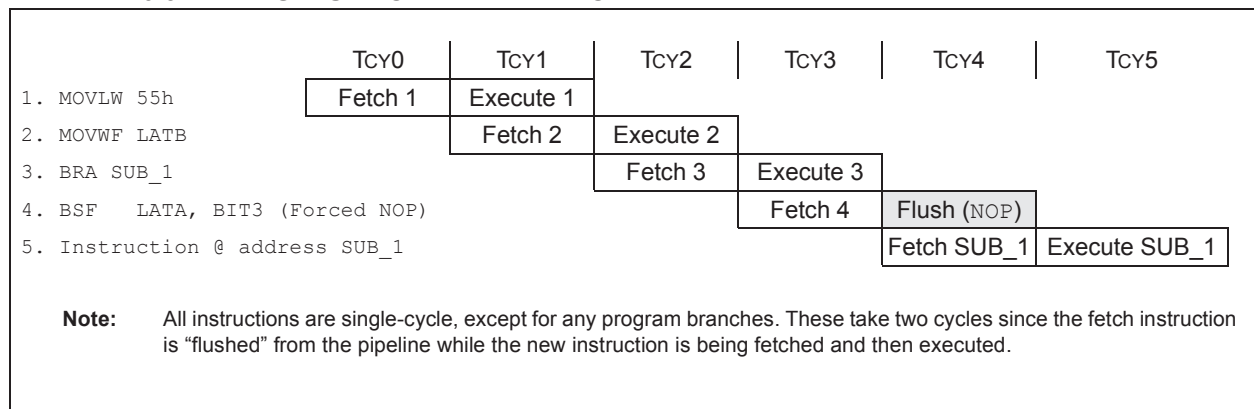 TCY0 TCY1 TCY2 TCY3 TCY4 TCY5
1. MOVLW 55h Fetch 1 Execute 1
2. MOVWF LATB Fetch 2 Execute 2
3. BRA SUB_1 Fetch 3 Execute 3
4. BSF LATA, BIT3 (Forced NOP) Fetch 4 Flush (NOP)
5. Instruction @ address SUB_1 Fetch SUB_1 Execute SUB_1
Note: All instructions are single-cycle, except for any program branches. These take two cycles since the fetch instruction
is “flushed” from the pipeline while the new instruction is being fetched and then executed.